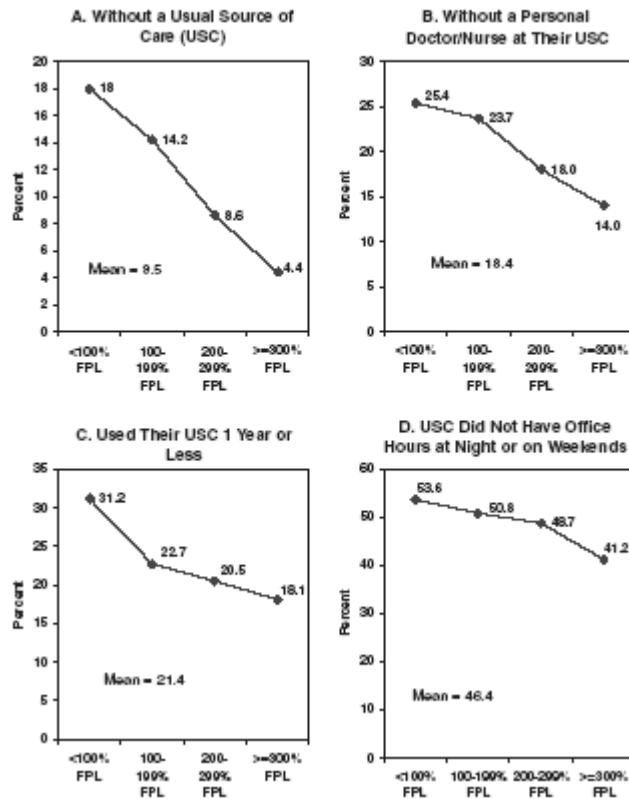 A. Without a Usual Source of
Care (USC)
20
18
16
14
12
10
8
6
4
2
0
Percent
18
14.2
8.6
4.4
Mean = 9.5
<100%
FPL
100-
199%
FPL
200-
299%
FPL
>=300%
FPL
B. Without a Personal
Doctor/Nurse at Their USC
30
25
20
15
10
5
0
Percent
25.4
23.7
18.0
14.0
Mean = 18.4
<100%
FPL
100-
199%
FPL
200-
299%
FPL
>=300%
FPL
C. Used Their USC 1 Year or
Less
35
30
25
20
15
10
5
0
Percent
31.2
22.7
20.5
18.1
Mean = 21.4
<100%
FPL
100-
199%
FPL
200-
299%
FPL
>=300%
FPL
D. USC Did Not Have Office
Hours at Night or on Weekends
60
50
40
30
20
10
0
Percent
53.6
50.8
48.7
41.2
Mean = 46.4
<100%
FPL
100-199%
FPL
200-299%
FPL
>=300%
FPL